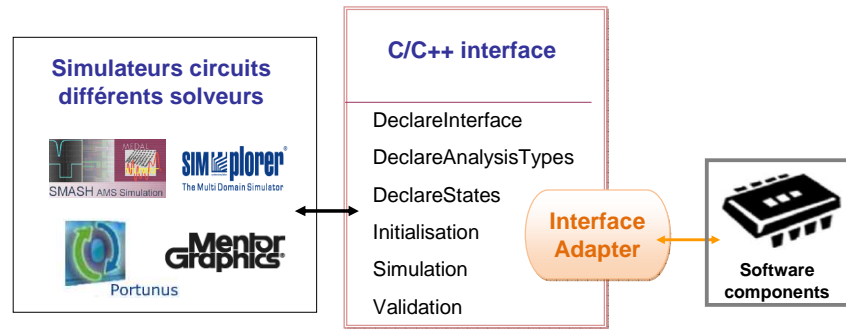 Simulateurs circuits
différents solveurs
MEDAL
SMASH AMS Simulation
SIMplorer®
The Multi Domain Simulator
Portunus
Mentor
Graphics®
C/C++ interface
DeclareInterface
DeclareAnalysisTypes
DeclareStates
Initialisation
Simulation
Validation
Interface
Adapter
Software
components